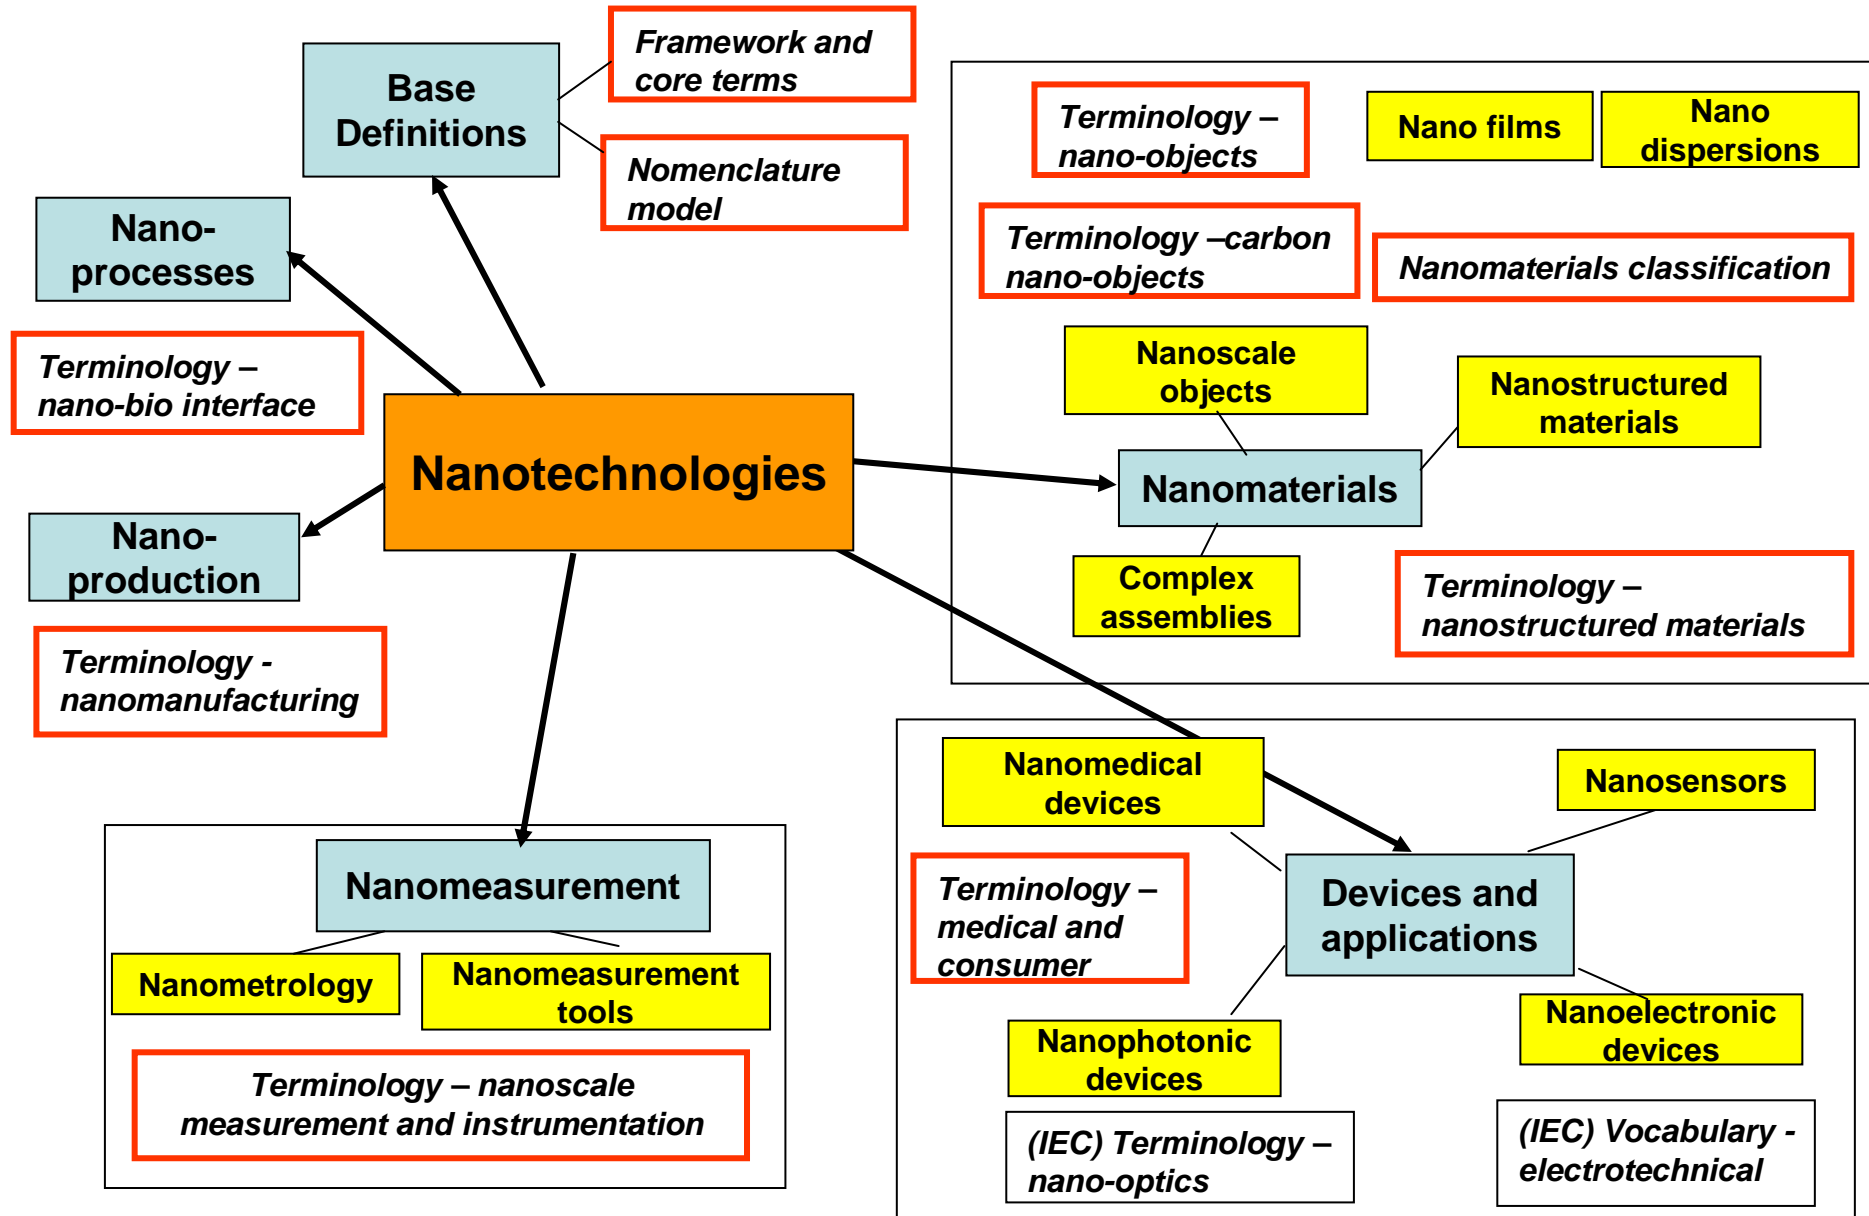 Base
Definitions
Framework and
core terms
Nomenclature
model
Nano-
processes
Terminology –
nano-bio interface
Nanotechnologies
Nano-
production
Terminology -
nanomanufacturing
Terminology –
nano-objects
Nano films
Nano
dispersions
Terminology –carbon
nano-objects
Nanomaterials classification
Nanoscale
objects
Nanostructured
materials
Nanomaterials
Complex
assemblies
Terminology –
nanostructured materials
Nanomeasurement
Nanometrology
Nanomeasurement
tools
Terminology – nanoscale
measurement and instrumentation
Nanomedical
devices
Nanosensors
Terminology –
medical and
consumer
Devices and
applications
Nanophotonic
devices
Nanoelectronic
devices
(IEC) Terminology –
nano-optics
(IEC) Vocabulary -
electrotechnical